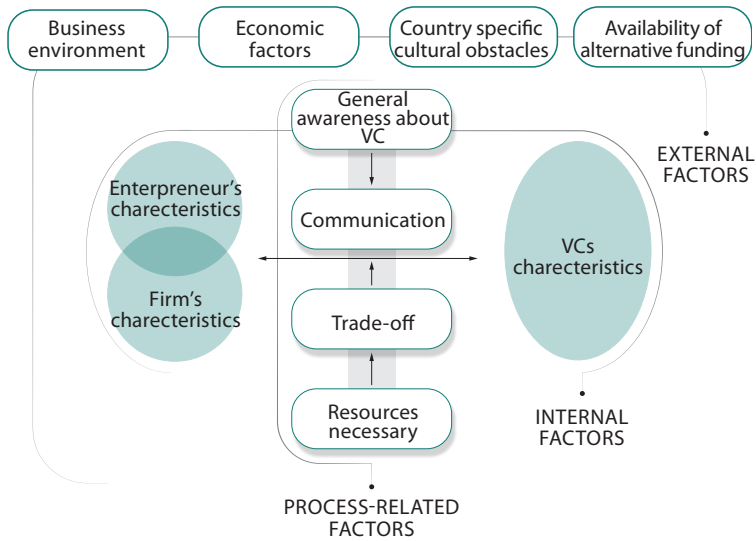 Business
environment
Economic
factors
Country specific
cultural obstacles
Availability of
alternative funding
General
awareness about
VC
EXTERNAL
FACTORS
Enterpreneur's
charecteristics
Communication
VCs
charecteristics
Firm's
charecteristics
Trade-off
Resources
necessary
INTERNAL
FACTORS
PROCESS-RELATED
FACTORS